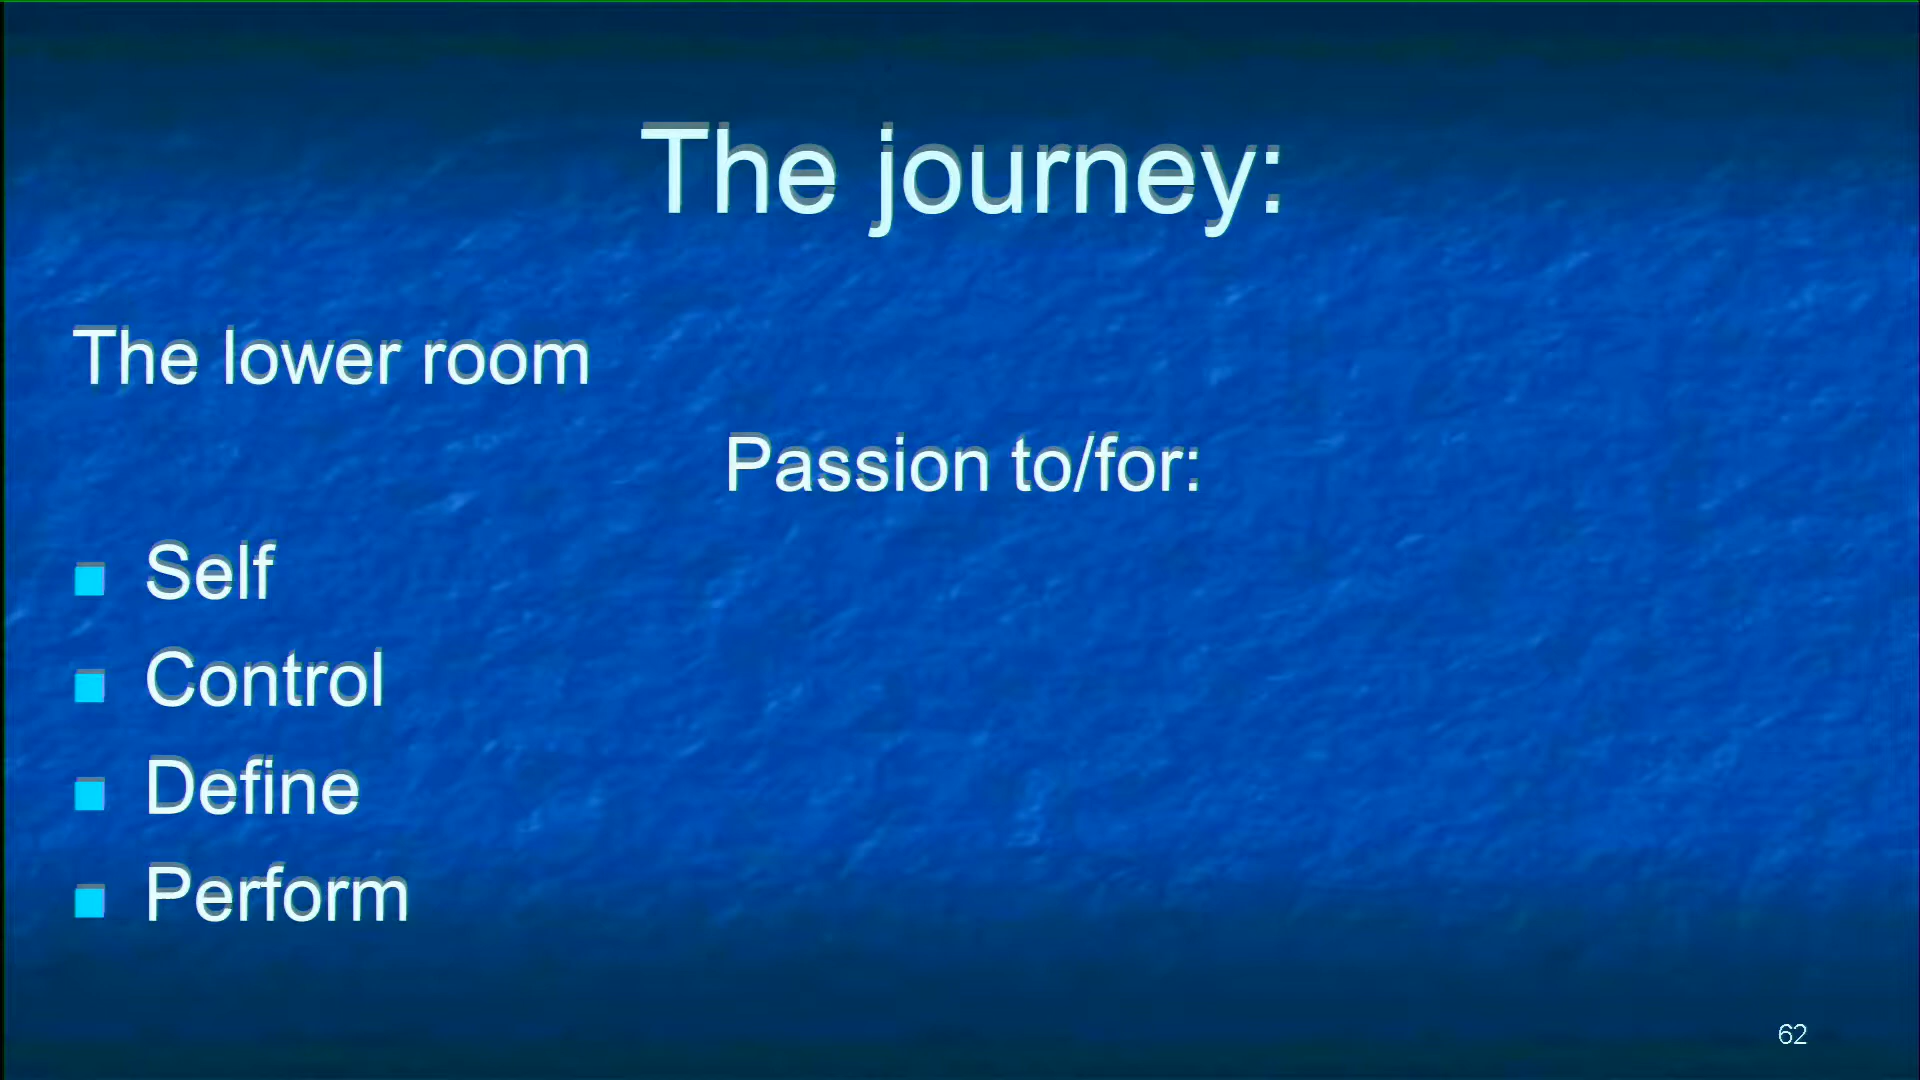 The journey:
The lower room
Passion to/for:
Self
Control
Define
Perform
62